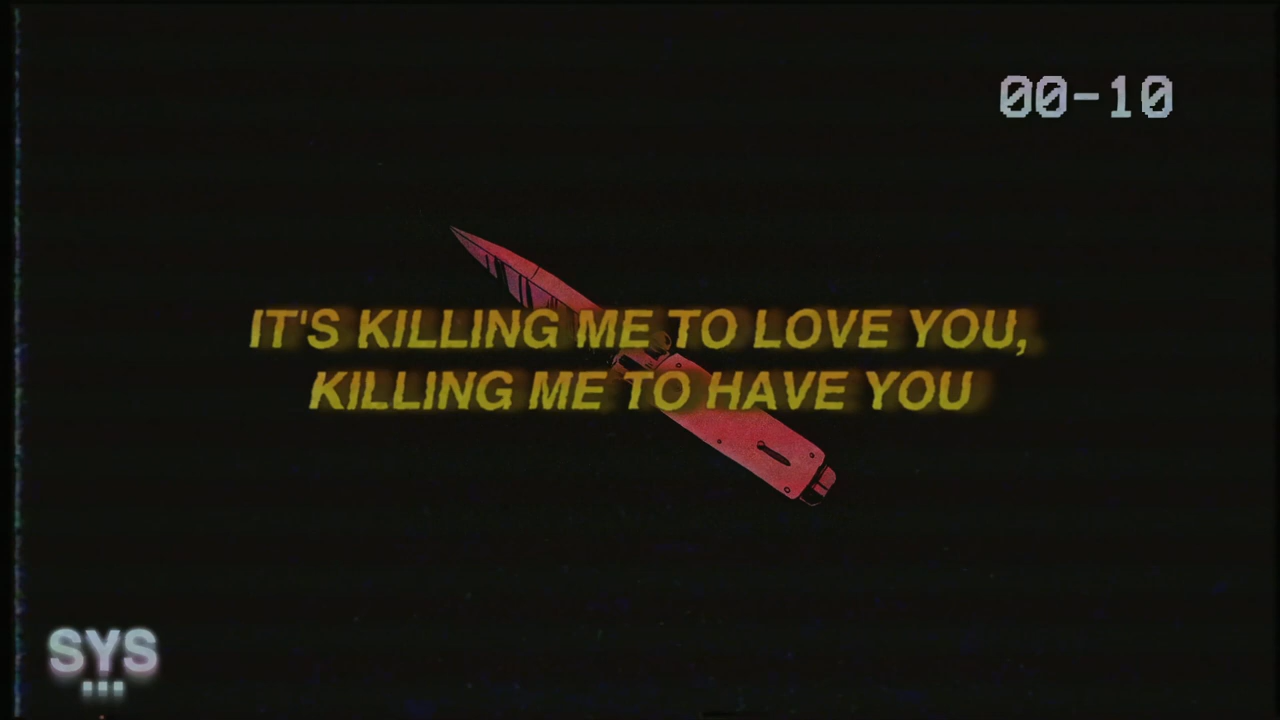 00-10
IT'S KILLING ME TO LOVE YOU,
KILLING ME TO HAVE YOU
SYS